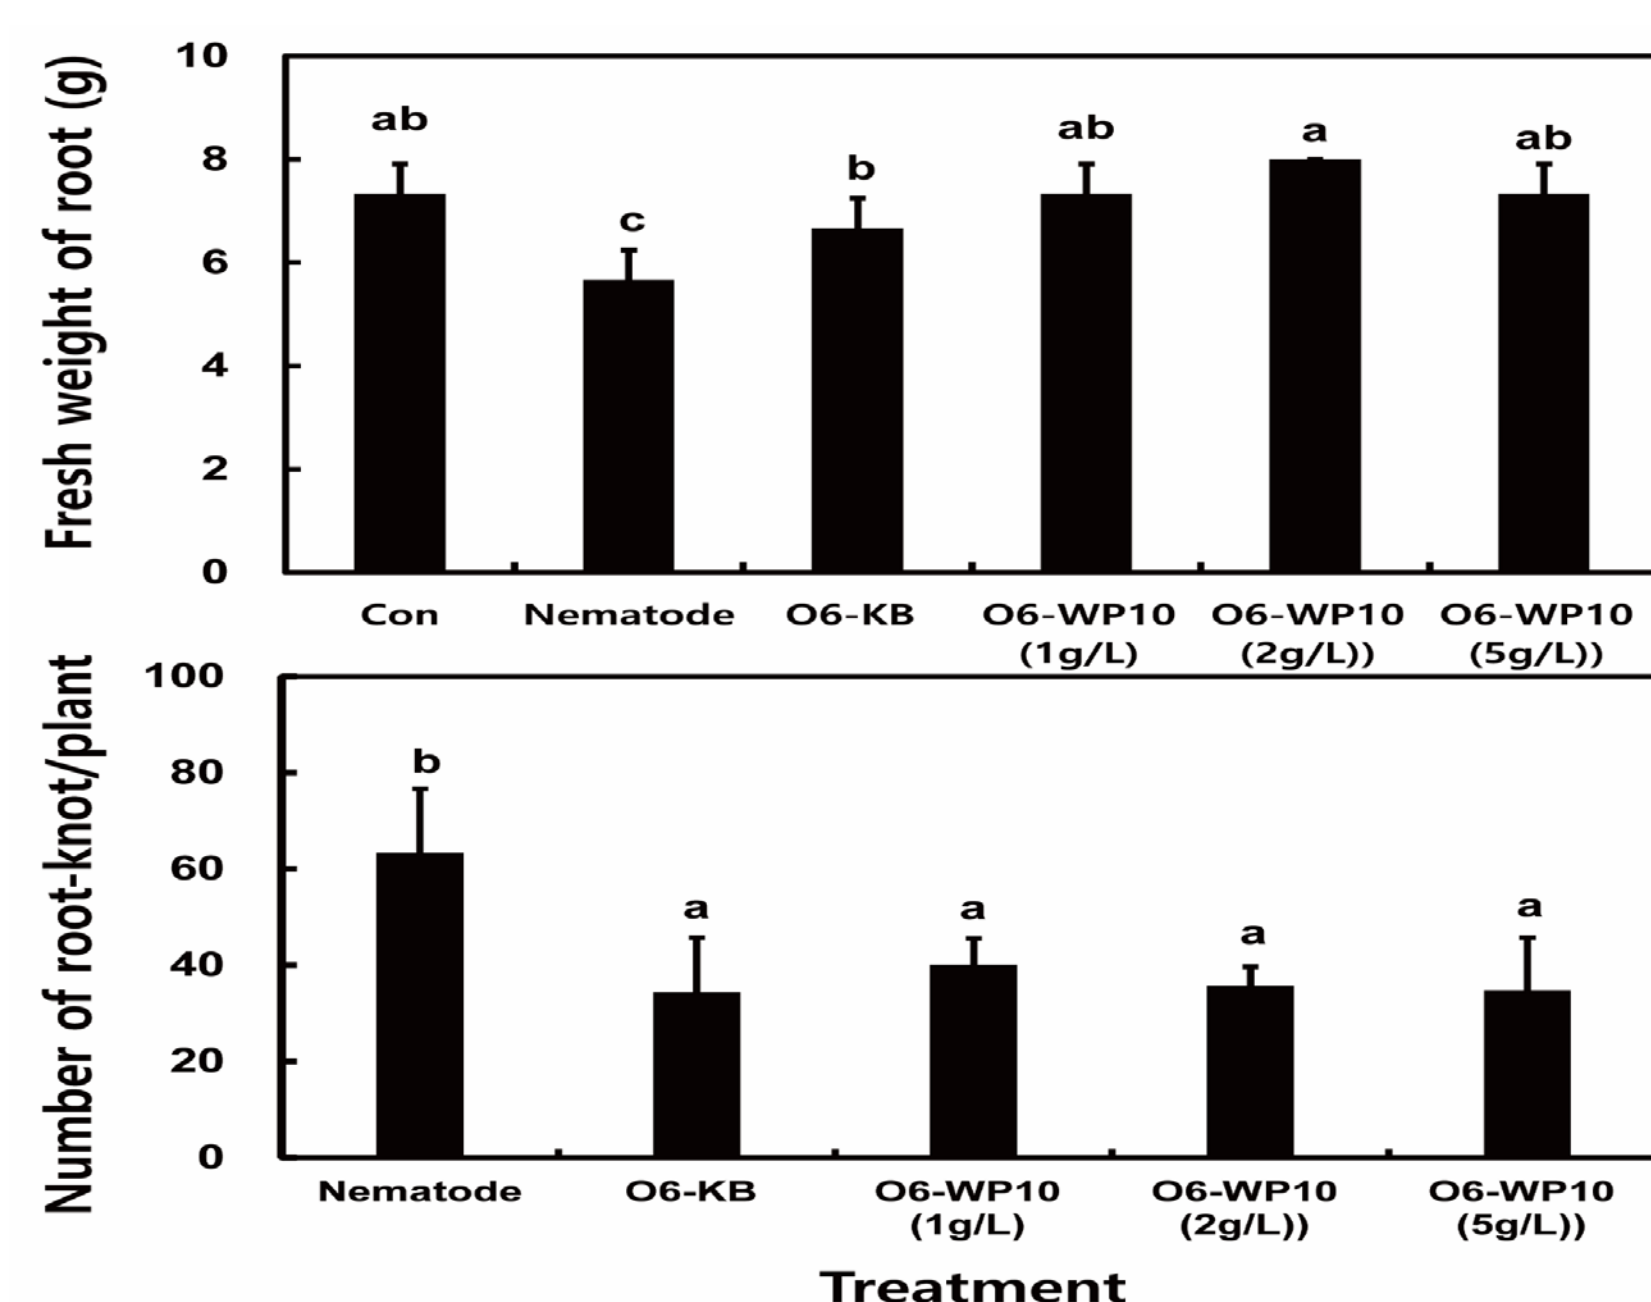 Fresh weight of root (g)
10
8
6
4
2
0
ab
c
b
ab
a
ab
Con
Nematode
O6-KB
O6-WP10
(1g/L)
O6-WP10
(2g/L))
O6-WP10
(5g/L))
Number of root-knot/plant
100
80
60
40
20
0
b
a
a
a
a
Nematode
O6-KB
O6-WP10
(1g/L)
O6-WP10
(2g/L))
O6-WP10
(5g/L))
Treatment